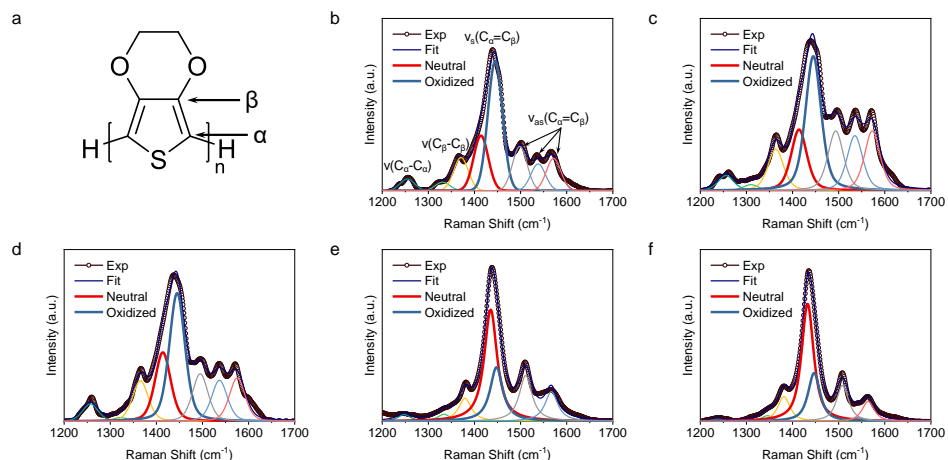 a
O
O
β
α
H
S
n
H
b
Exp
Fit
Neutral
Oxidized
νs(Cα=Cβ)
νas(Cα=Cβ)
ν(Cβ-Cβ)
ν(Cα-Cα)
Intensity (a.u.)
1200 1300 1400 1500 1600 1700
Raman Shift (cm⁻¹)
c
Exp
Fit
Neutral
Oxidized
Intensity (a.u.)
1200 1300 1400 1500 1600 1700
Raman Shift (cm⁻¹)
d
Exp
Fit
Neutral
Oxidized
Intensity (a.u.)
1200 1300 1400 1500 1600 1700
Raman Shift (cm⁻¹)
e
Exp
Fit
Neutral
Oxidized
Intensity (a.u.)
1200 1300 1400 1500 1600 1700
Raman Shift (cm⁻¹)
f
Exp
Fit
Neutral
Oxidized
Intensity (a.u.)
1200 1300 1400 1500 1600 1700
Raman Shift (cm⁻¹)